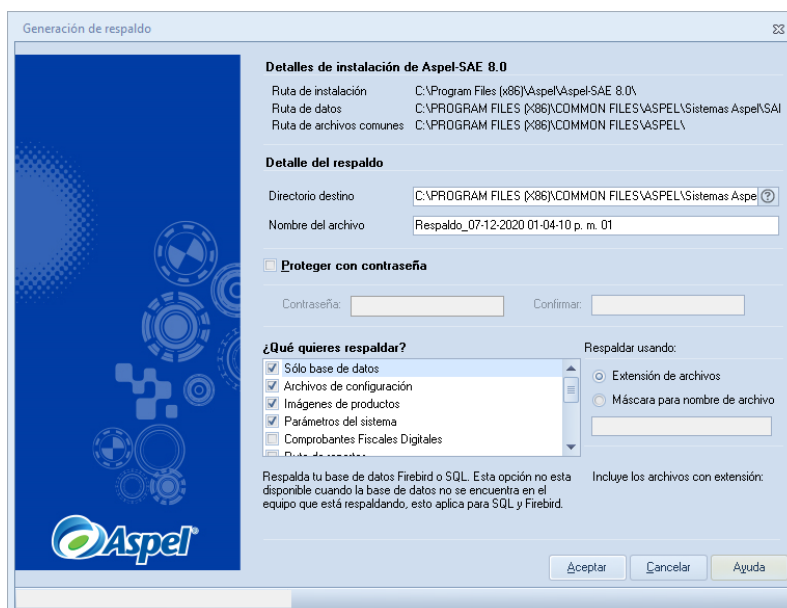 Generación de respaldo
Detalles de instalación de Aspel-SAE 8.0
Ruta de instalación C:\Program Files (x86)\Aspel\Aspel-SAE 8.0\
Ruta de datos C:\PROGRAM FILES (X86)\COMMON FILES\ASPEL\Sistemas Aspel\SAI
Ruta de archivos comunes C:\PROGRAM FILES (X86)\COMMON FILES\ASPEL\
Detalle del respaldo
Directorio destino C:\PROGRAM FILES (X86)\COMMON FILES\ASPEL\Sistemas Aspe
Nombre del archivo Respaldo_07-12-2020 01-04-10 p. m. 01
Proteger con contraseña
Contraseña: Confirmar:
¿Qué quieres respaldar? Respaldar usando:
Sólo base de datos
Extensión de archivos
Archivos de configuración
Imágenes de productos
Máscara para nombre de archivo
Parámetros del sistema
Comprobantes Fiscales Digitales
Respalda tu base de datos Firebird o SQL. Esta opción no esta
disponible cuando la base de datos no se encuentra en el
equipo que está respaldando, esto aplica para SQL y Firebird.
Incluye los archivos con extensión:
Aspel
Aceptar Cancelar Ayuda